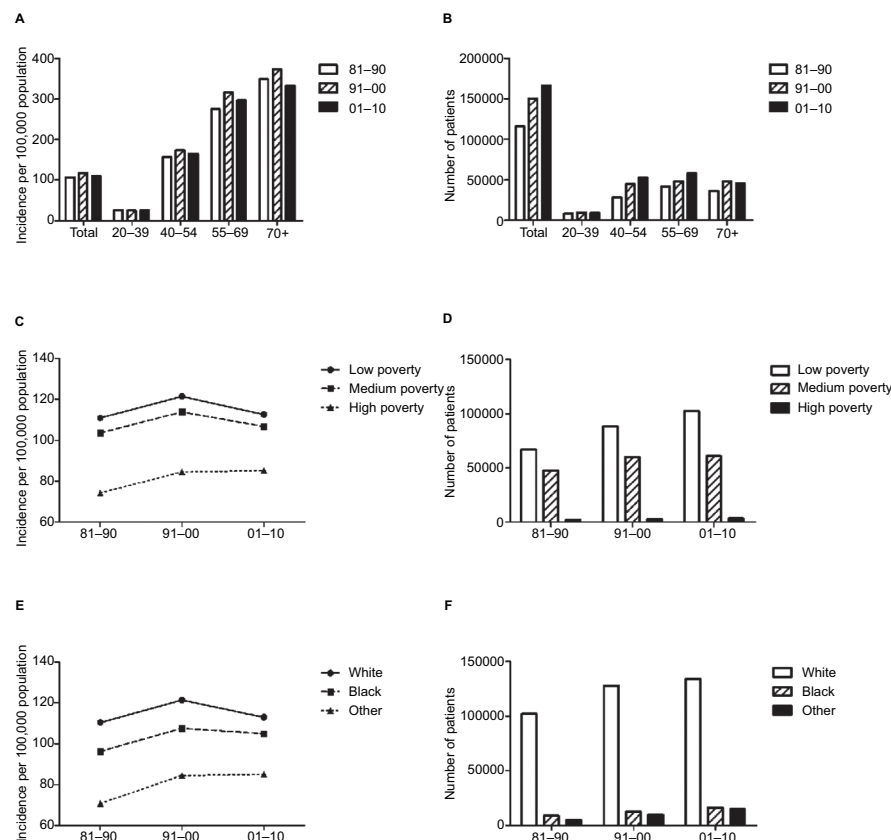 A
Incidence per 100,000 population
400
300
200
100
0
Total 20–39 40–54 55–69 70+
81–90
91–00
01–10
B
Number of patients
200000
150000
100000
50000
0
Total 20–39 40–54 55–69 70+
81–90
91–00
01–10
C
Incidence per 100,000 population
140
120
100
80
60
81–90 91–00 01–10
Low poverty
Medium poverty
High poverty
D
Number of patients
150000
100000
50000
0
81–90 91–00 01–10
Low poverty
Medium poverty
High poverty
E
Incidence per 100,000 population
140
120
100
80
60
81–90 91–00 01–10
White
Black
Other
F
Number of patients
150000
100000
50000
0
81–90 91–00 01–10
White
Black
Other